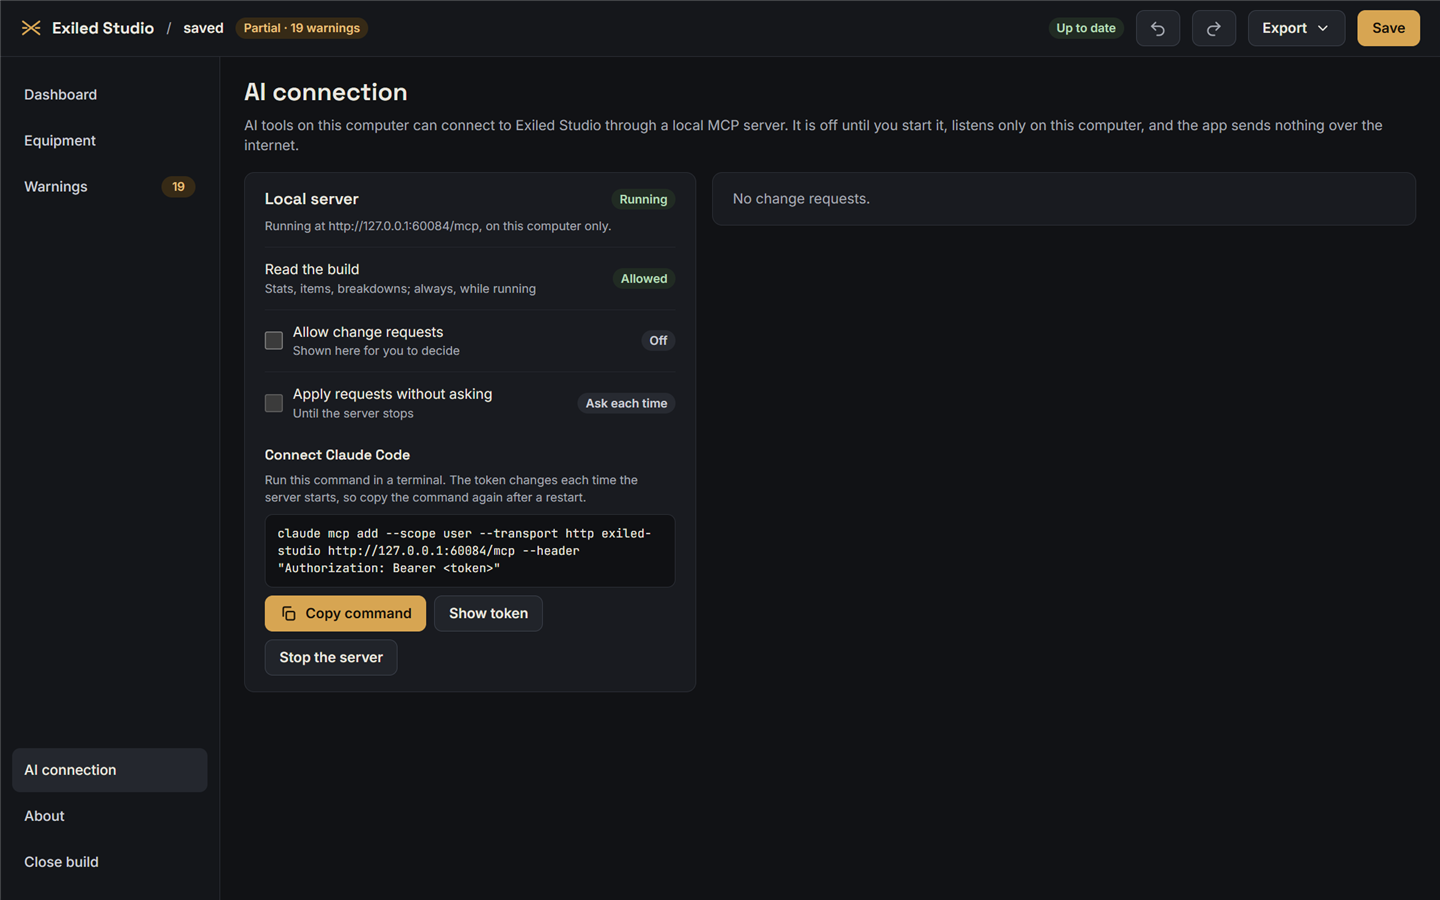 Exiled Studio / saved Partial · 19 warnings
Up to date
Export
Save
Dashboard
Equipment
Warnings 19
AI connection
About
Close build
AI connection
AI tools on this computer can connect to Exiled Studio through a local MCP server. It is off until you start it, listens only on this computer, and the app sends nothing over the
internet.
Local server Running
Running at http://127.0.0.1:60084/mcp, on this computer only.
Read the build
Stats, items, breakdowns; always, while running
Allowed
Allow change requests
Shown here for you to decide
Off
Apply requests without asking
Until the server stops
Ask each time
Connect Claude Code
Run this command in a terminal. The token changes each time the
server starts, so copy the command again after a restart.
claude mcp add --scope user --transport http exiled-
studio http://127.0.0.1:60084/mcp --header
"Authorization: Bearer <token>"
Copy command
Show token
Stop the server
No change requests.